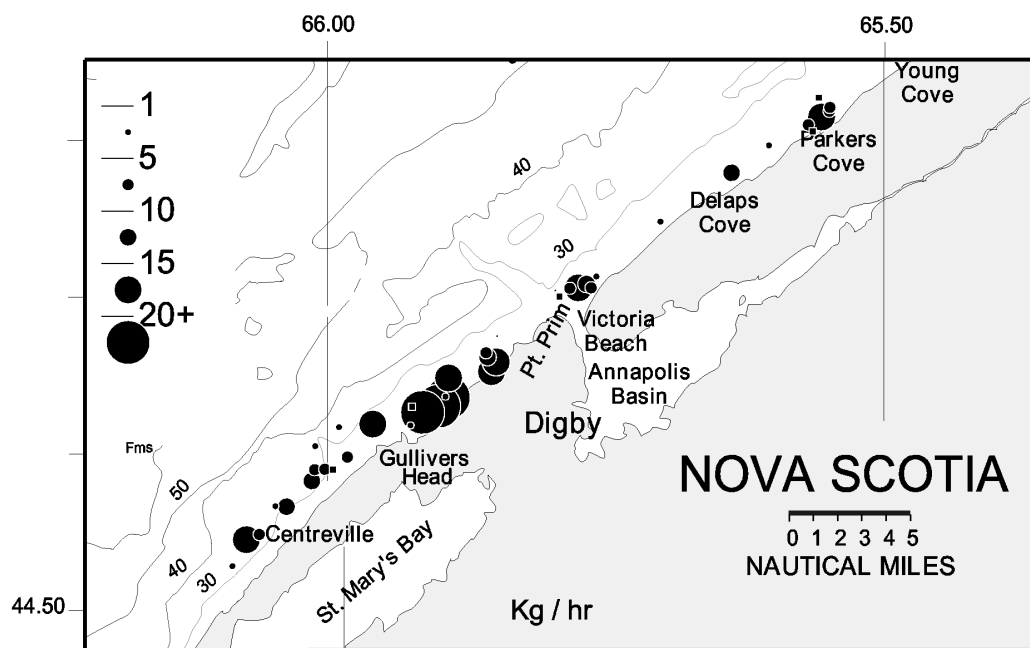 66.00
65.50
Young
Cove
1
5
10
15
20+
40
Parkers
Cove
Delaps
Cove
30
Pt. Prim
Victoria
Beach
Annapolis
Basin
Digby
Gullivers
Head
Fms
50
NOVA SCOTIA
Centreville
0 1 2 3 4 5
NAUTICAL MILES
40
30
St. Mary's Bay
44.50
Kg / hr